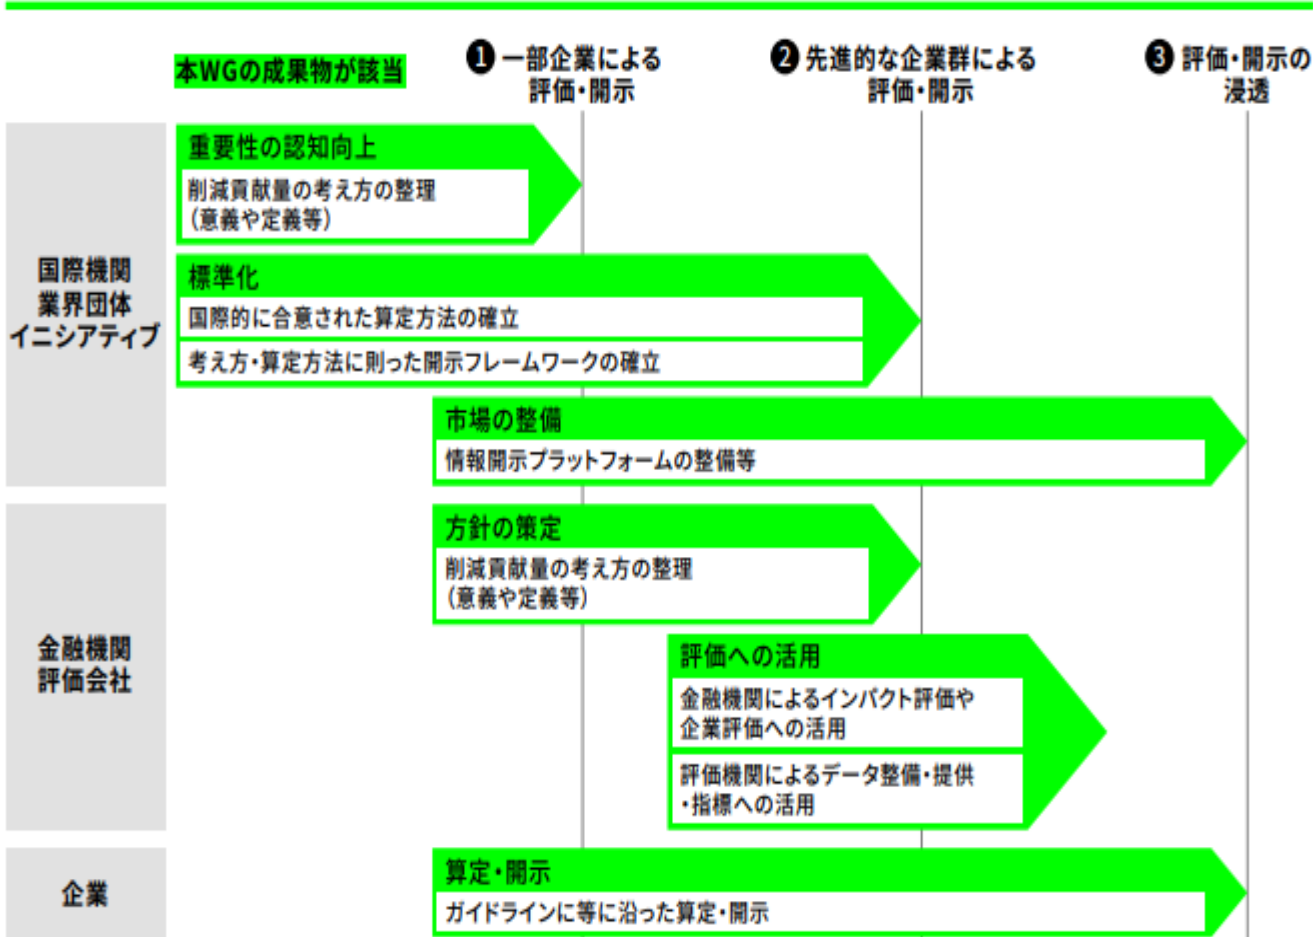 本WGの成果物が該当
❶ 一部企業による
評価・開示
❷ 先進的な企業群による
評価・開示
❸ 評価・開示の
浸透
国際機関
業界団体
イニシアティブ
重要性の認知向上
削減貢献量の考え方の整理
（意義や定義等）
標準化
国際的に合意された算定方法の確立
考え方・算定方法に則った開示フレームワークの確立
市場の整備
情報開示プラットフォームの整備等
金融機関
評価会社
方針の策定
削減貢献量の考え方の整理
（意義や定義等）
評価への活用
金融機関によるインパクト評価や
企業評価への活用
評価機関によるデータ整備・提供
・指標への活用
企業
算定・開示
ガイドラインに等に沿った算定・開示